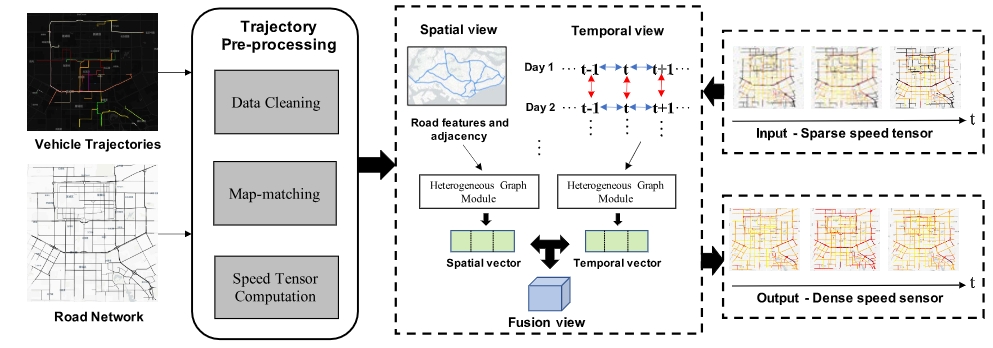 Vehicle Trajectories
Road Network
Trajectory
Pre-processing
Data Cleaning
Map-matching
Speed Tensor
Computation
Spatial view
Road features and
adjacency
Temporal view
Day 1 ··· t-1 t t+1 ···
Day 2 ··· t-1 t t+1 ···
Heterogeneous Graph
Module
Heterogeneous Graph
Module
Spatial vector
Temporal vector
Fusion view
t
Input - Sparse speed tensor
t
Output - Dense speed sensor